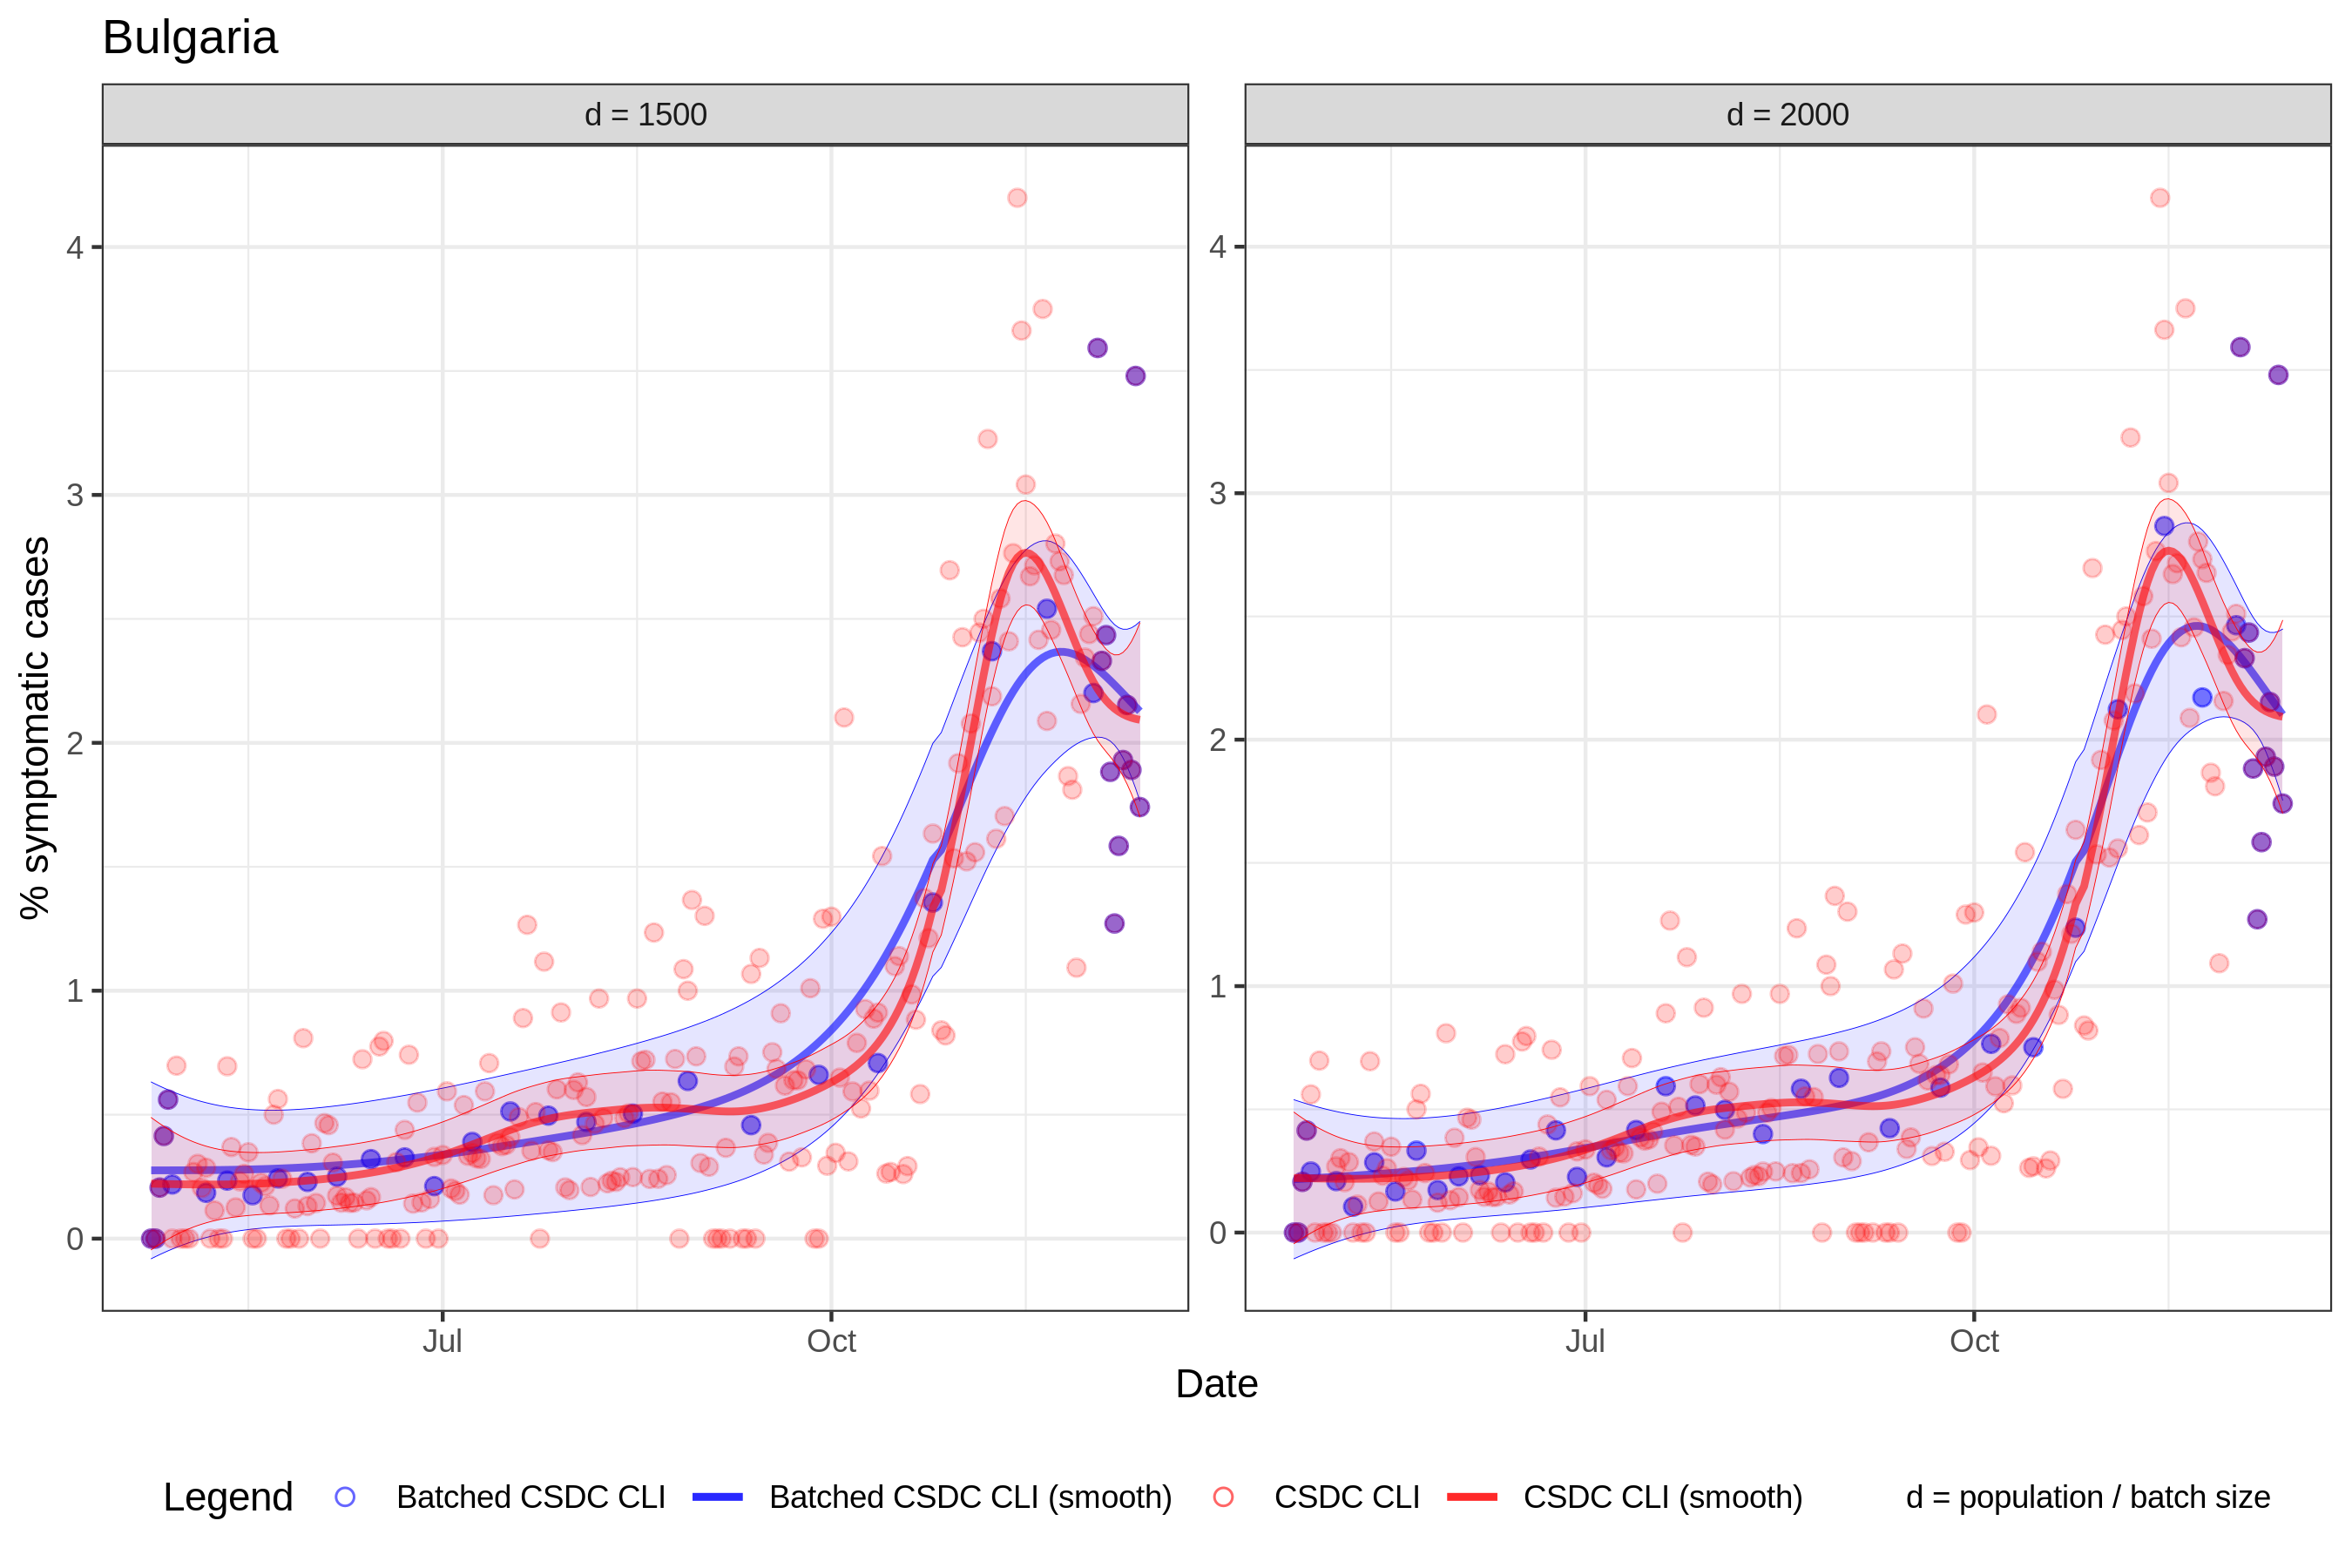 Bulgaria
d = 1500
d = 2000
% symptomatic cases
4
3
2
1
0
4
3
2
1
0
Jul
Oct
Jul
Oct
Date
Legend
Batched CSDC CLI
Batched CSDC CLI (smooth)
CSDC CLI
CSDC CLI (smooth)
d = population / batch size